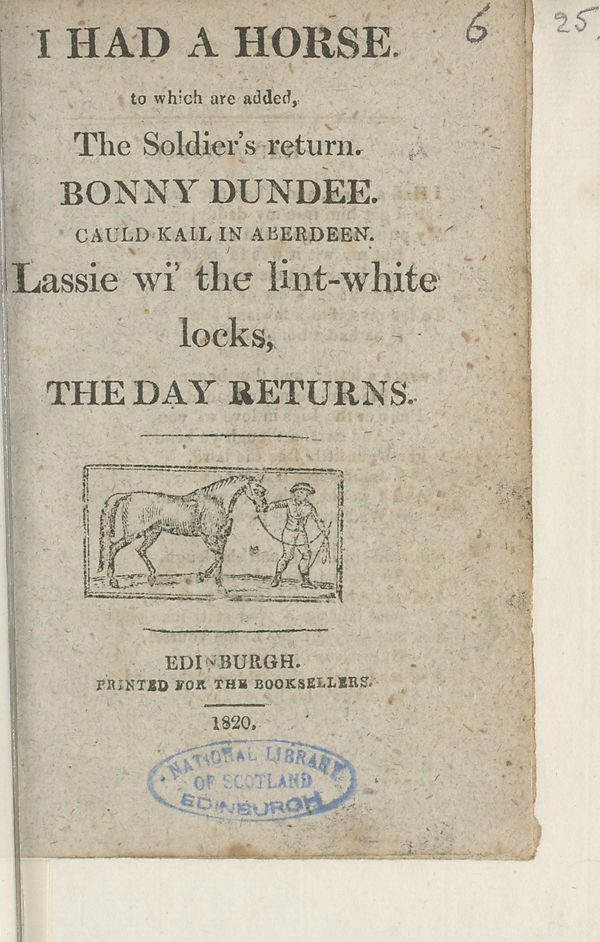 6
25.
I HAD A HORSE.
to which are added,
The Soldier's return.
BONNY DUNDEE.
CAULD KAIL IN ABERDEEN.
Lassie wi' the lint-white
locks,
THE DAY RETURNS.
EDINBURGH.
PRINTED FOR THE BOOKSELLERS.
1820.
NATIONAL LIBRARY
OF SCOTLAND
EDINBURGH